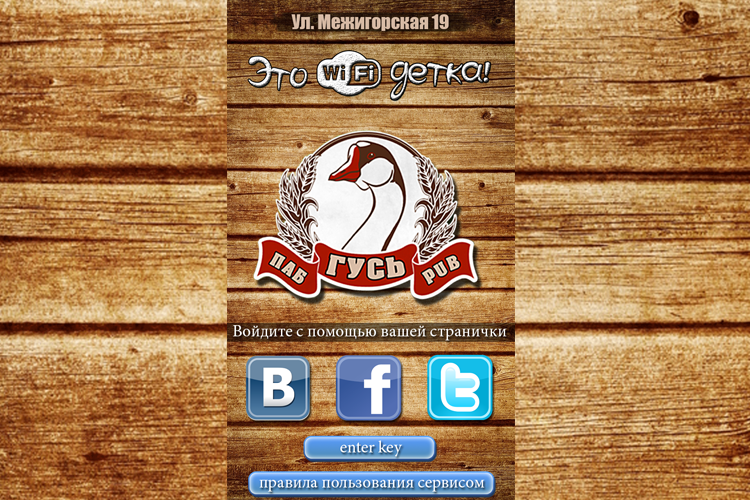 Ул. Межигорская 19
Это WiFi детка!
ПАБ ГУСЬ PUB
Войдите с помощью вашей странички
B f t
enter key
правила пользования сервисом